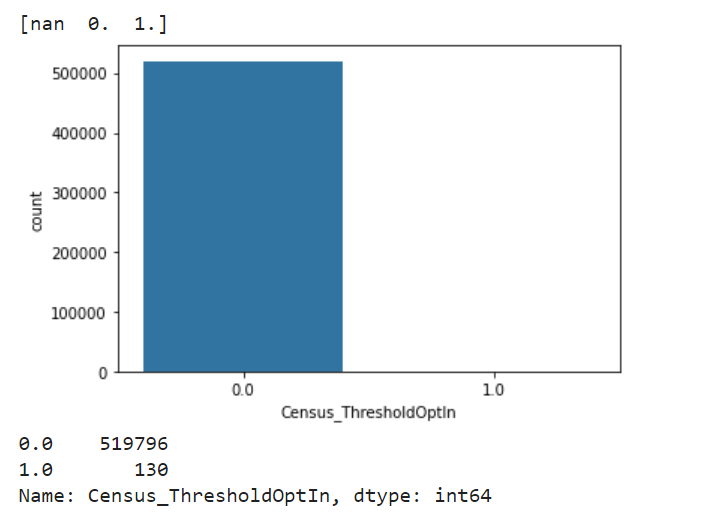 [nan 0. 1.]
500000
400000
300000
200000
100000
0
count
0.0 1.0
Census_ThresholdOptIn
0.0 519796
1.0 130
Name: Census_ThresholdOptIn, dtype: int64